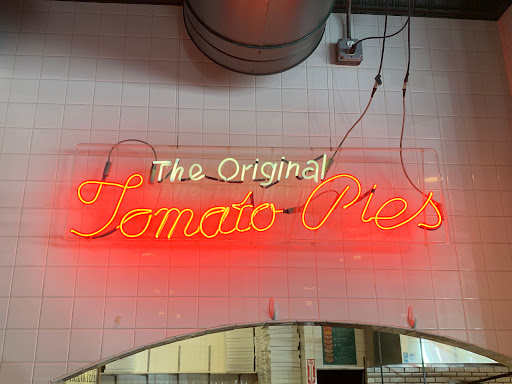 The Original
Tomato Pies